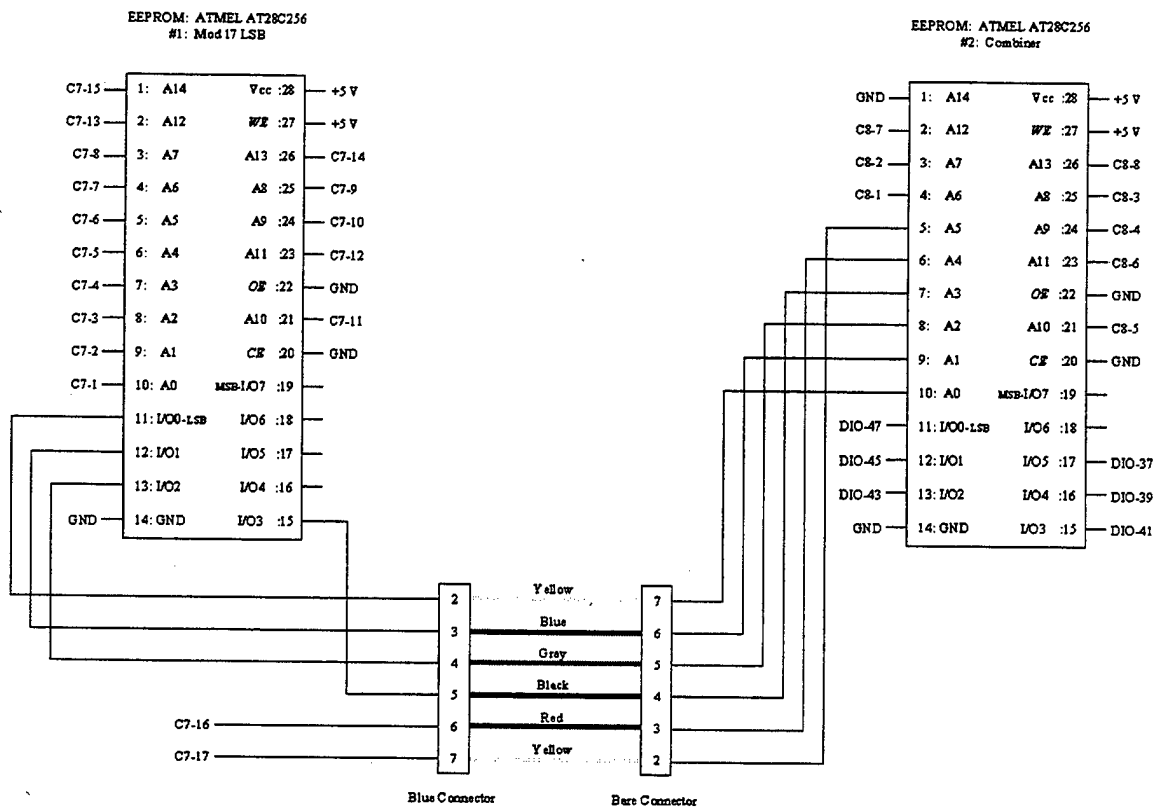 EEPROM: ATMEL AT28C256
#1: Mod 17 LSB
C7-15 1: A14 Vcc :28 +5 V
C7-13 2: A12 WE :27 +5 V
C7-8 3: A7 A13 :26 C7-14
C7-7 4: A6 A8 :25 C7-9
C7-6 5: A5 A9 :24 C7-10
C7-5 6: A4 A11 :23 C7-12
C7-4 7: A3 OE :22 GND
C7-3 8: A2 A10 :21 C7-11
C7-2 9: A1 CE :20 GND
C7-1 10: A0 MSB-I/O7 :19
11: I/O0-LSB I/O6 :18
12: I/O1 I/O5 :17
13: I/O2 I/O4 :16
GND 14: GND I/O3 :15
EEPROM: ATMEL AT28C256
#2: Combiner
GND 1: A14 Vcc :28 +5 V
C8-7 2: A12 WE :27 +5 V
C8-2 3: A7 A13 :26 C8-8
C8-1 4: A6 A8 :25 C8-3
5: A5 A9 :24 C8-4
6: A4 A11 :23 C8-6
7: A3 OE :22 GND
8: A2 A10 :21 C8-5
9: A1 CE :20 GND
10: A0 MSB-I/O7 :19
DIO-47 11: I/O0-LSB I/O6 :18
DIO-45 12: I/O1 I/O5 :17 DIO-37
DIO-43 13: I/O2 I/O4 :16 DIO-39
GND 14: GND I/O3 :15 DIO-41
2 Yellow 7
3 Blue 6
4 Gray 5
5 Black 4
C7-16 6 Red 3
C7-17 7 Yellow 2
Blue Connector
Bare Connector